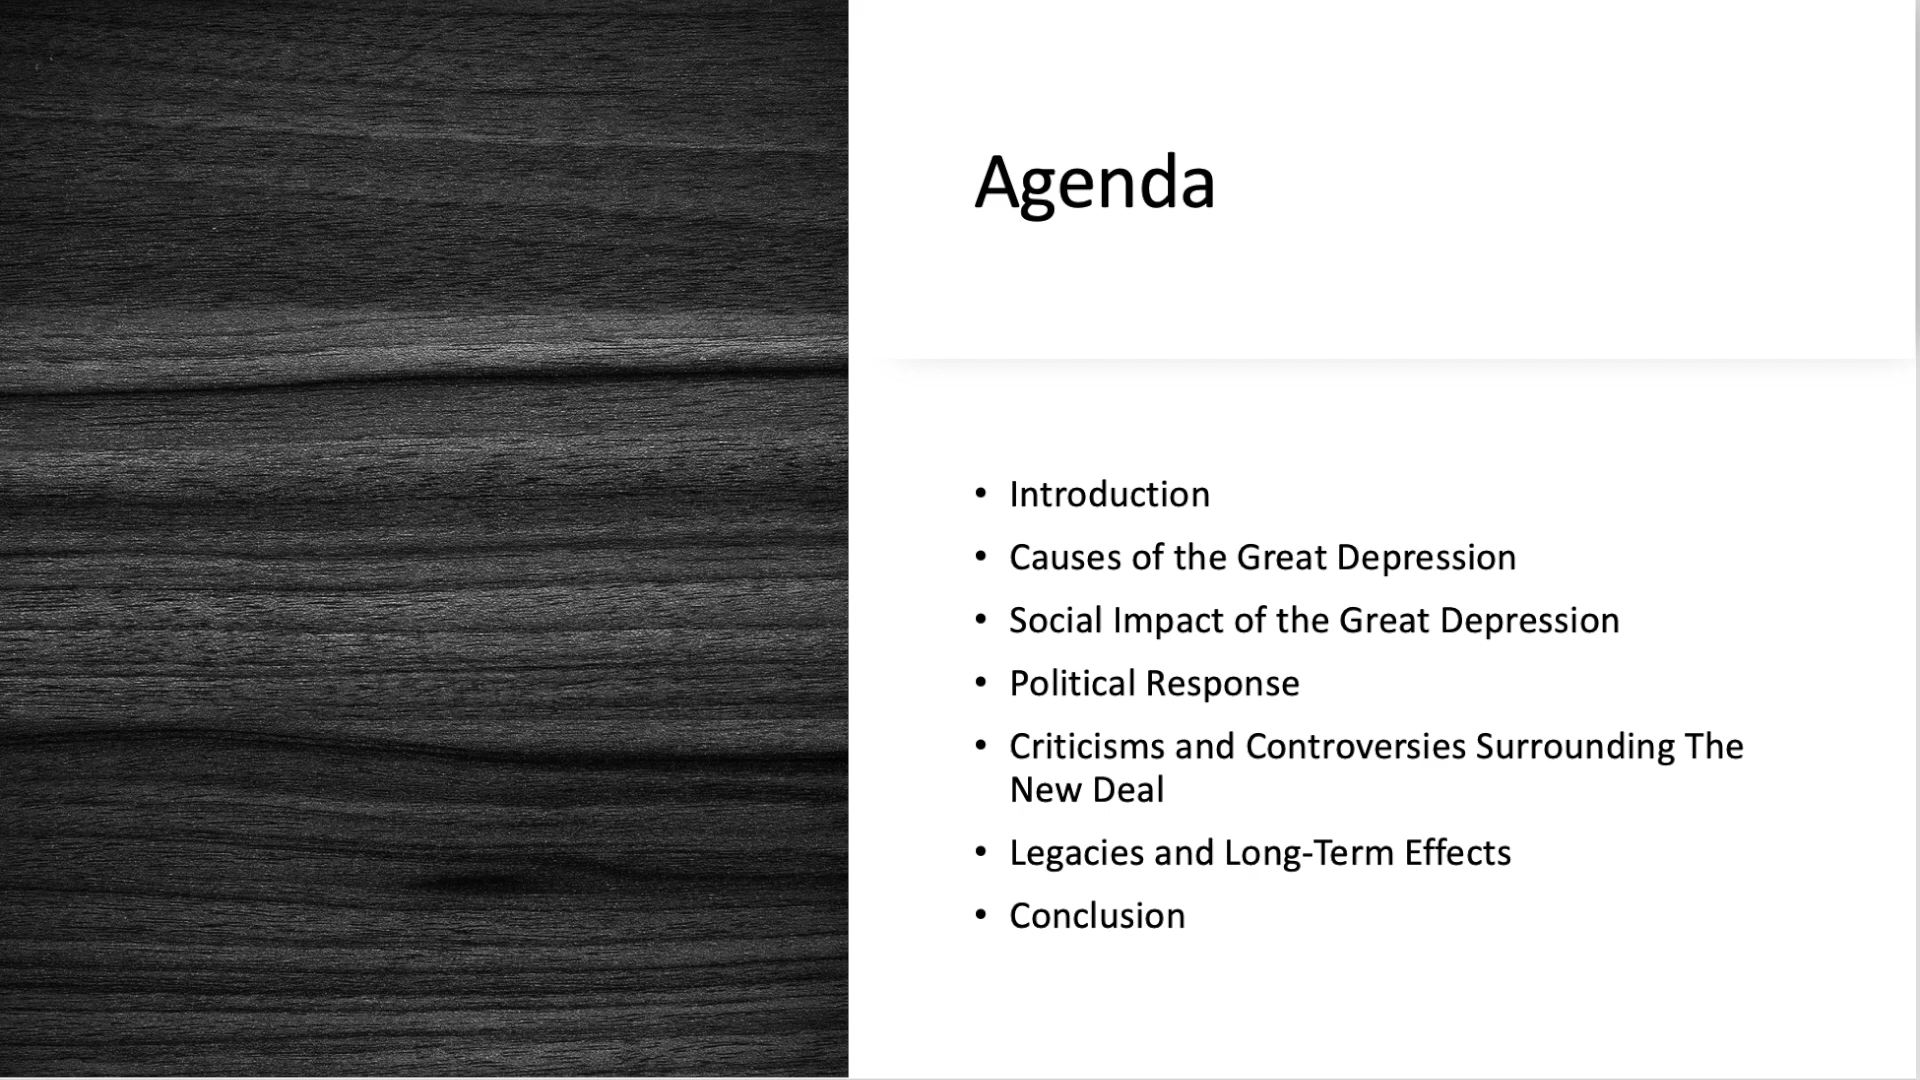 Agenda
• Introduction
• Causes of the Great Depression
• Social Impact of the Great Depression
• Political Response
• Criticisms and Controversies Surrounding The
New Deal
• Legacies and Long-Term Effects
• Conclusion